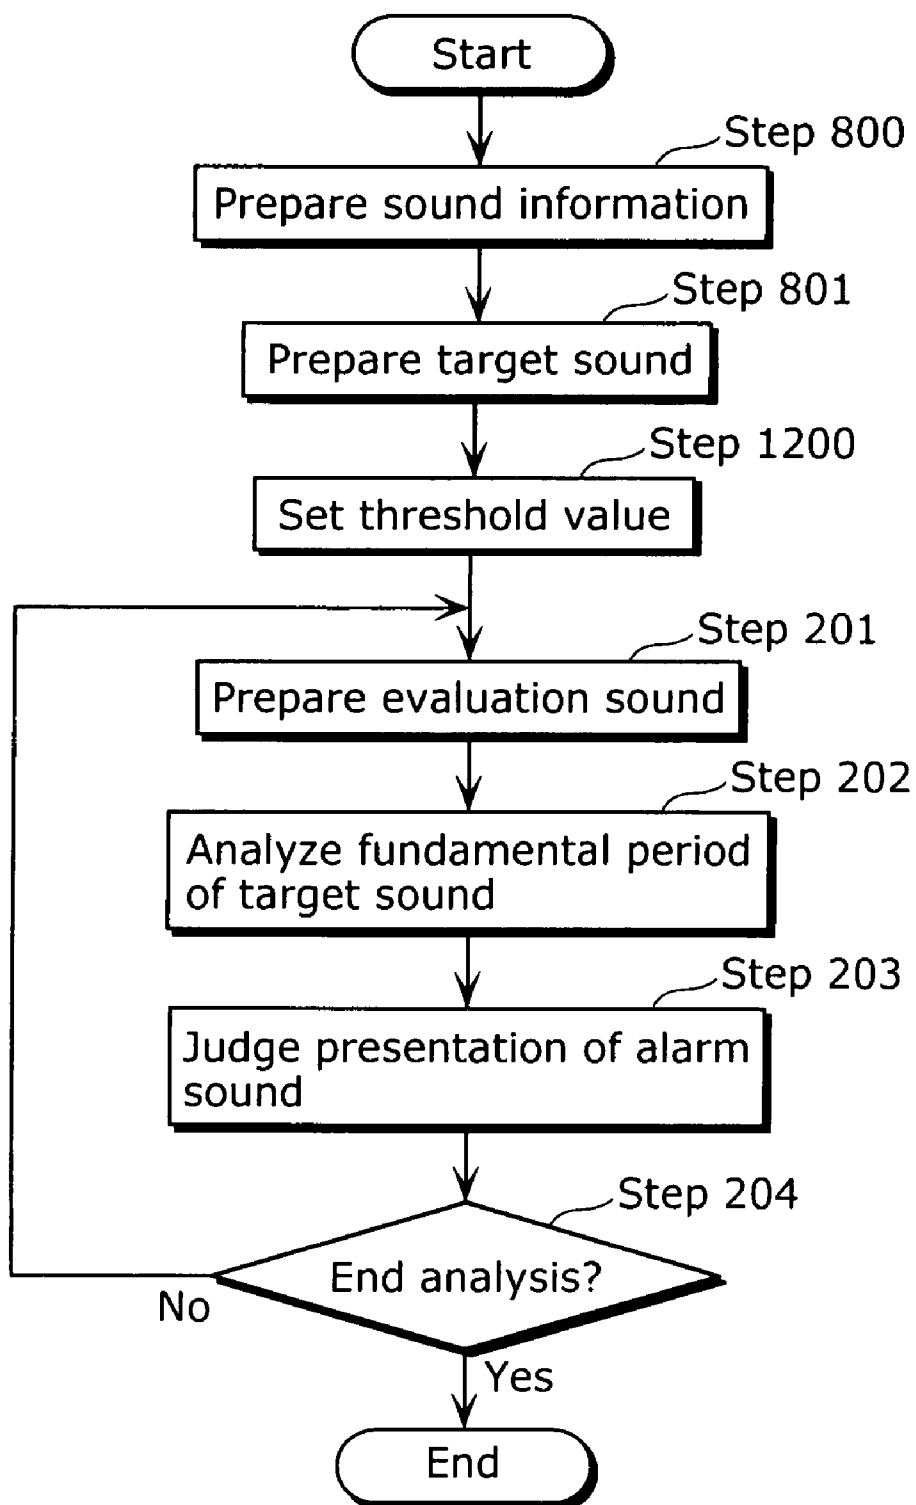 Start
Step 800
Prepare sound information
Step 801
Prepare target sound
Step 1200
Set threshold value
Step 201
Prepare evaluation sound
Step 202
Analyze fundamental period
of target sound
Step 203
Judge presentation of alarm
sound
Step 204
End analysis?
No
Yes
End